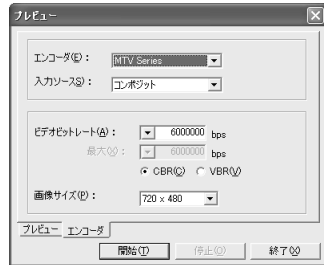 プレビュー
エンコーダ(E)： MTV Series
入力ソース(S)： コンポジット
ビデオビットレート(A)： 6000000 bps
最大(X)： 6000000 bps
CBR(C) VBR(V)
画像サイズ(P)： 720 x 480
プレビュー エンコーダ
開始(T) 停止(O) 終了(X)